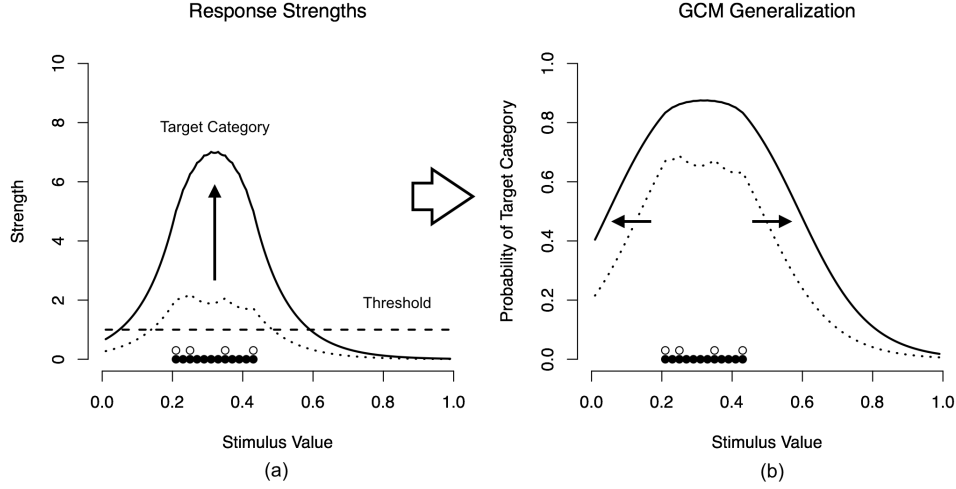 Response Strengths
GCM Generalization
Strength
10
8
6
4
2
0
Target Category
Threshold
0.0 0.2 0.4 0.6 0.8 1.0
Stimulus Value
(a)
Probability of Target Category
1.0
0.8
0.6
0.4
0.2
0.0
0.0 0.2 0.4 0.6 0.8 1.0
Stimulus Value
(b)